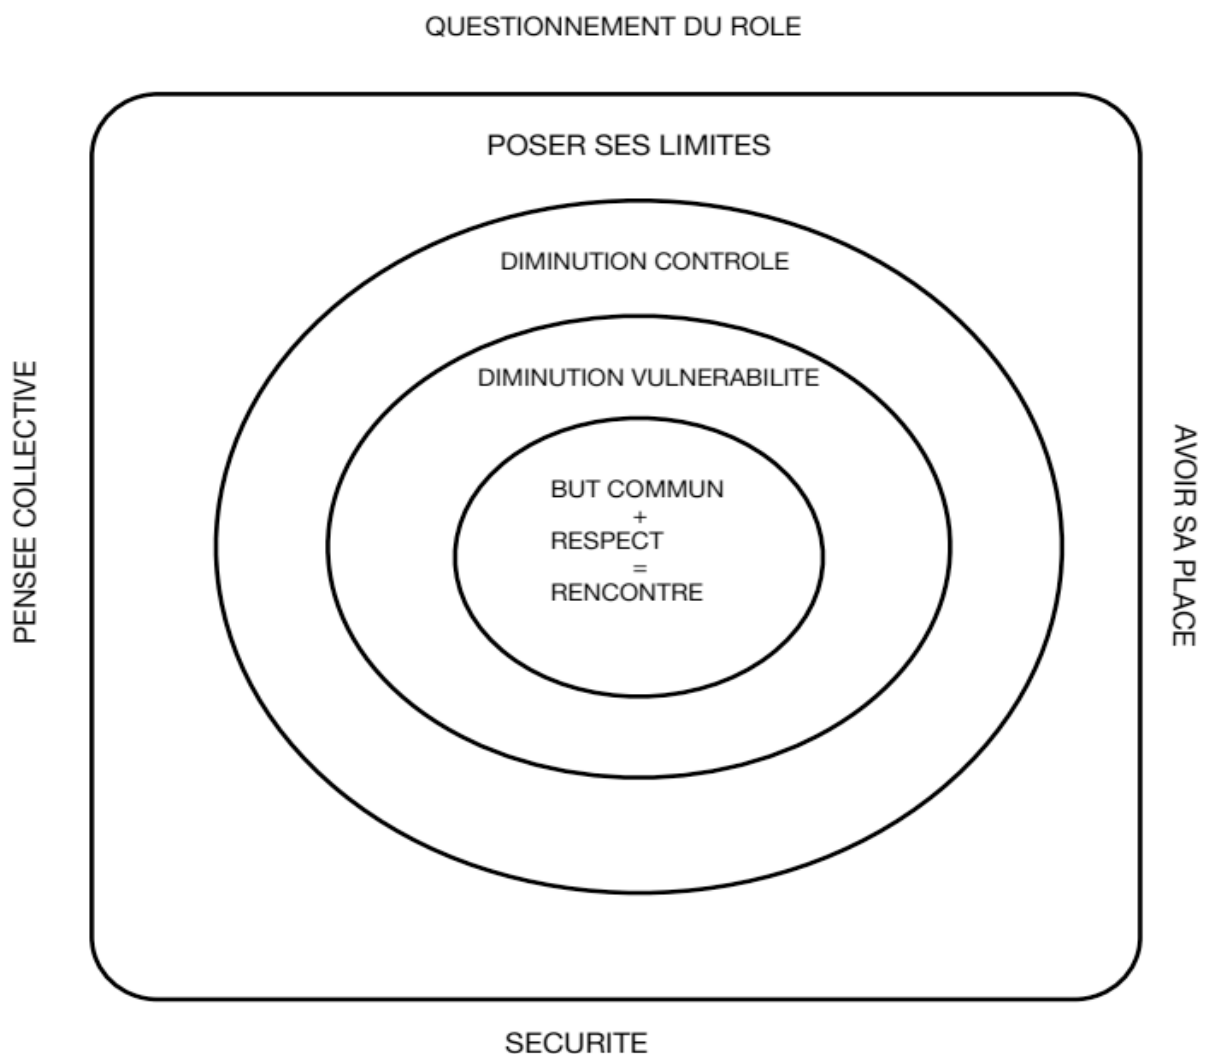 QUESTIONNEMENT DU ROLE
POSER SES LIMITES
DIMINUTION CONTROLE
DIMINUTION VULNERABILITE
PENSEE COLLECTIVE
BUT COMMUN
+
RESPECT
=
RENCONTRE
AVOIR SA PLACE
SECURITE